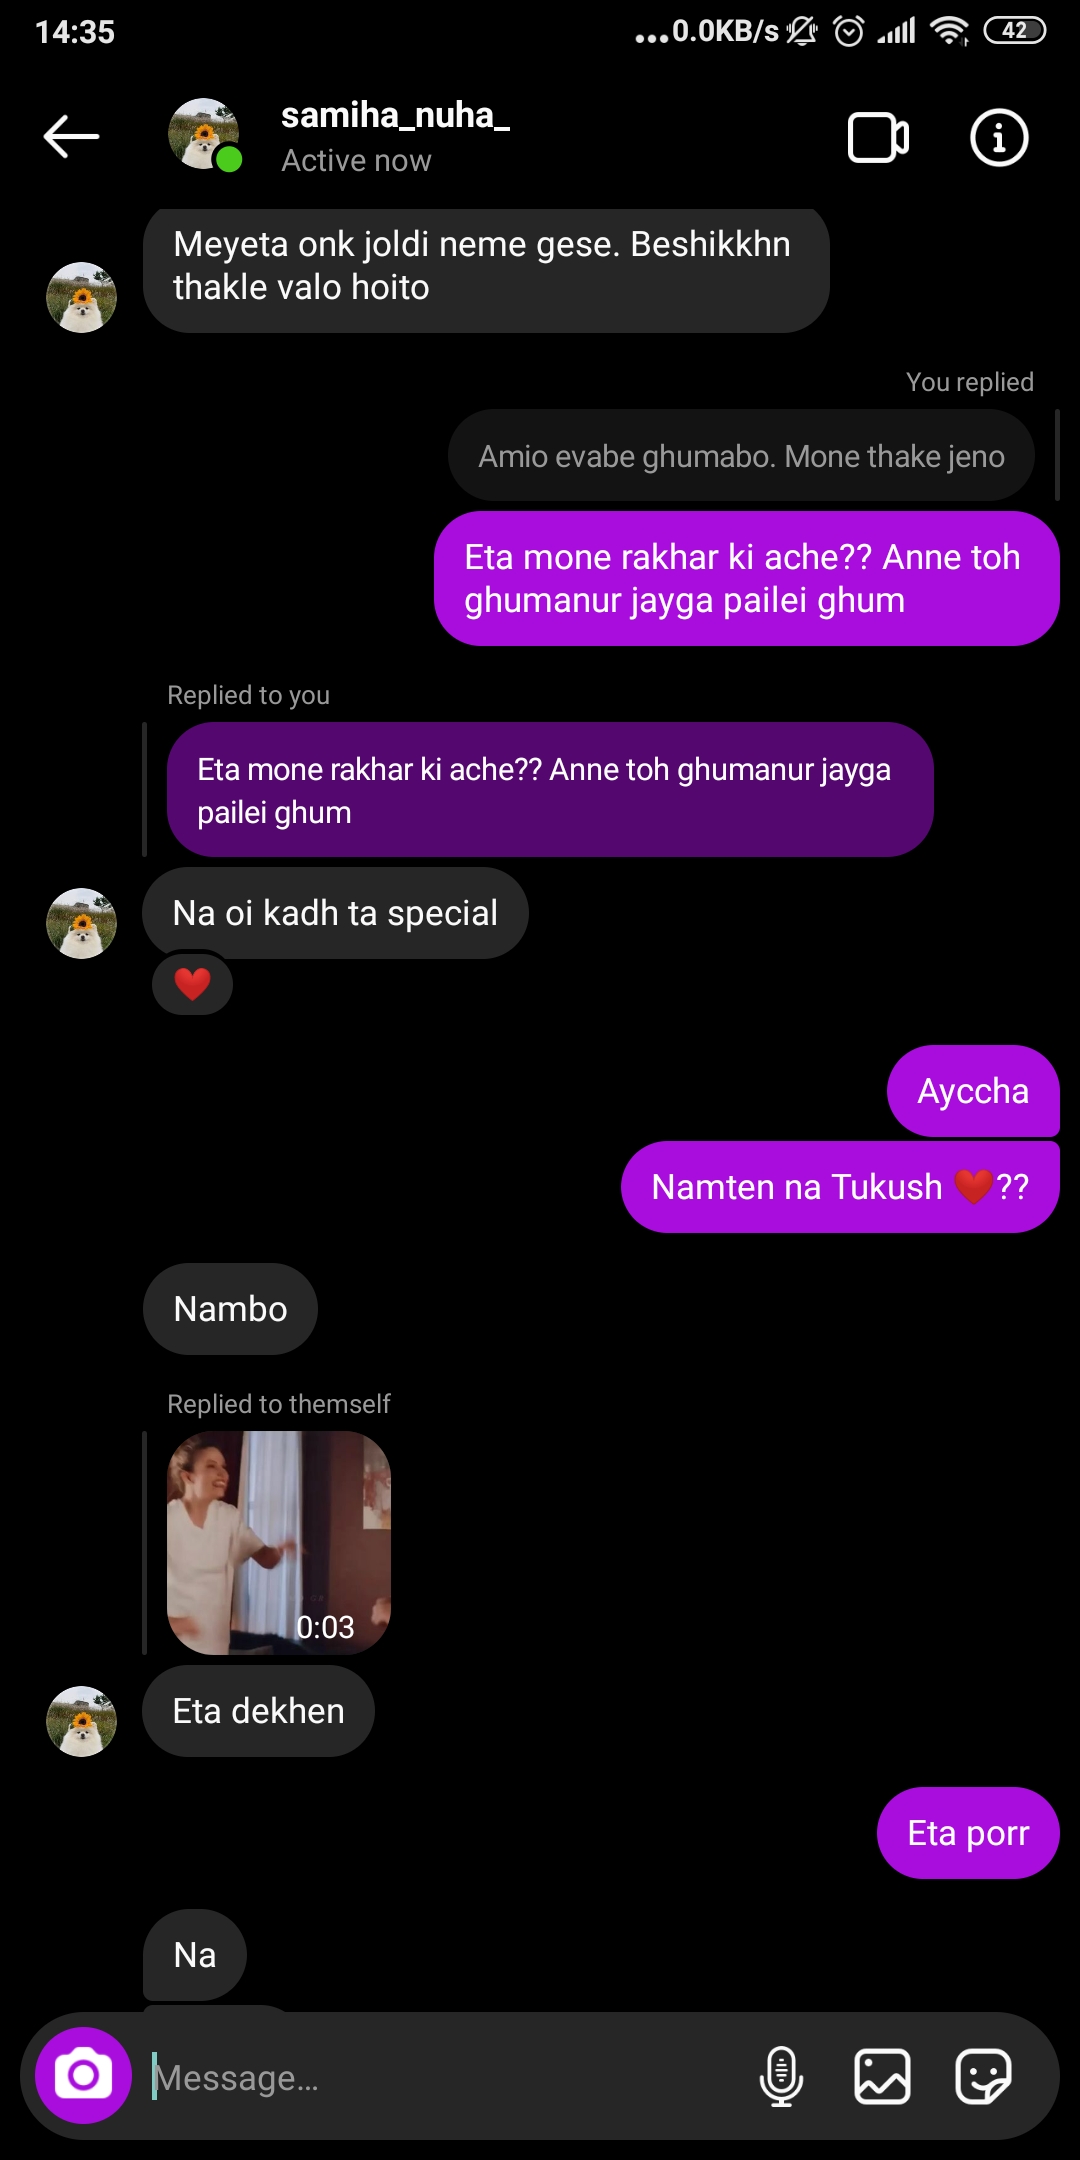 14:35
...0.0KB/s
42
samiha_nuha_
Active now
Meyeta onk joldi neme gese. Beshikkhn
thakle valo hoito
You replied
Amio evabe ghumabo. Mone thake jeno
Eta mone rakhar ki ache?? Anne toh
ghumanur jayga pailei ghum
Replied to you
Eta mone rakhar ki ache?? Anne toh ghumanur jayga
pailei ghum
Na oi kadh ta special
❤️
Ayccha
Namten na Tukush ❤️??
Nambo
Replied to themself
0:03
Eta dekhen
Eta porr
Na
Message...